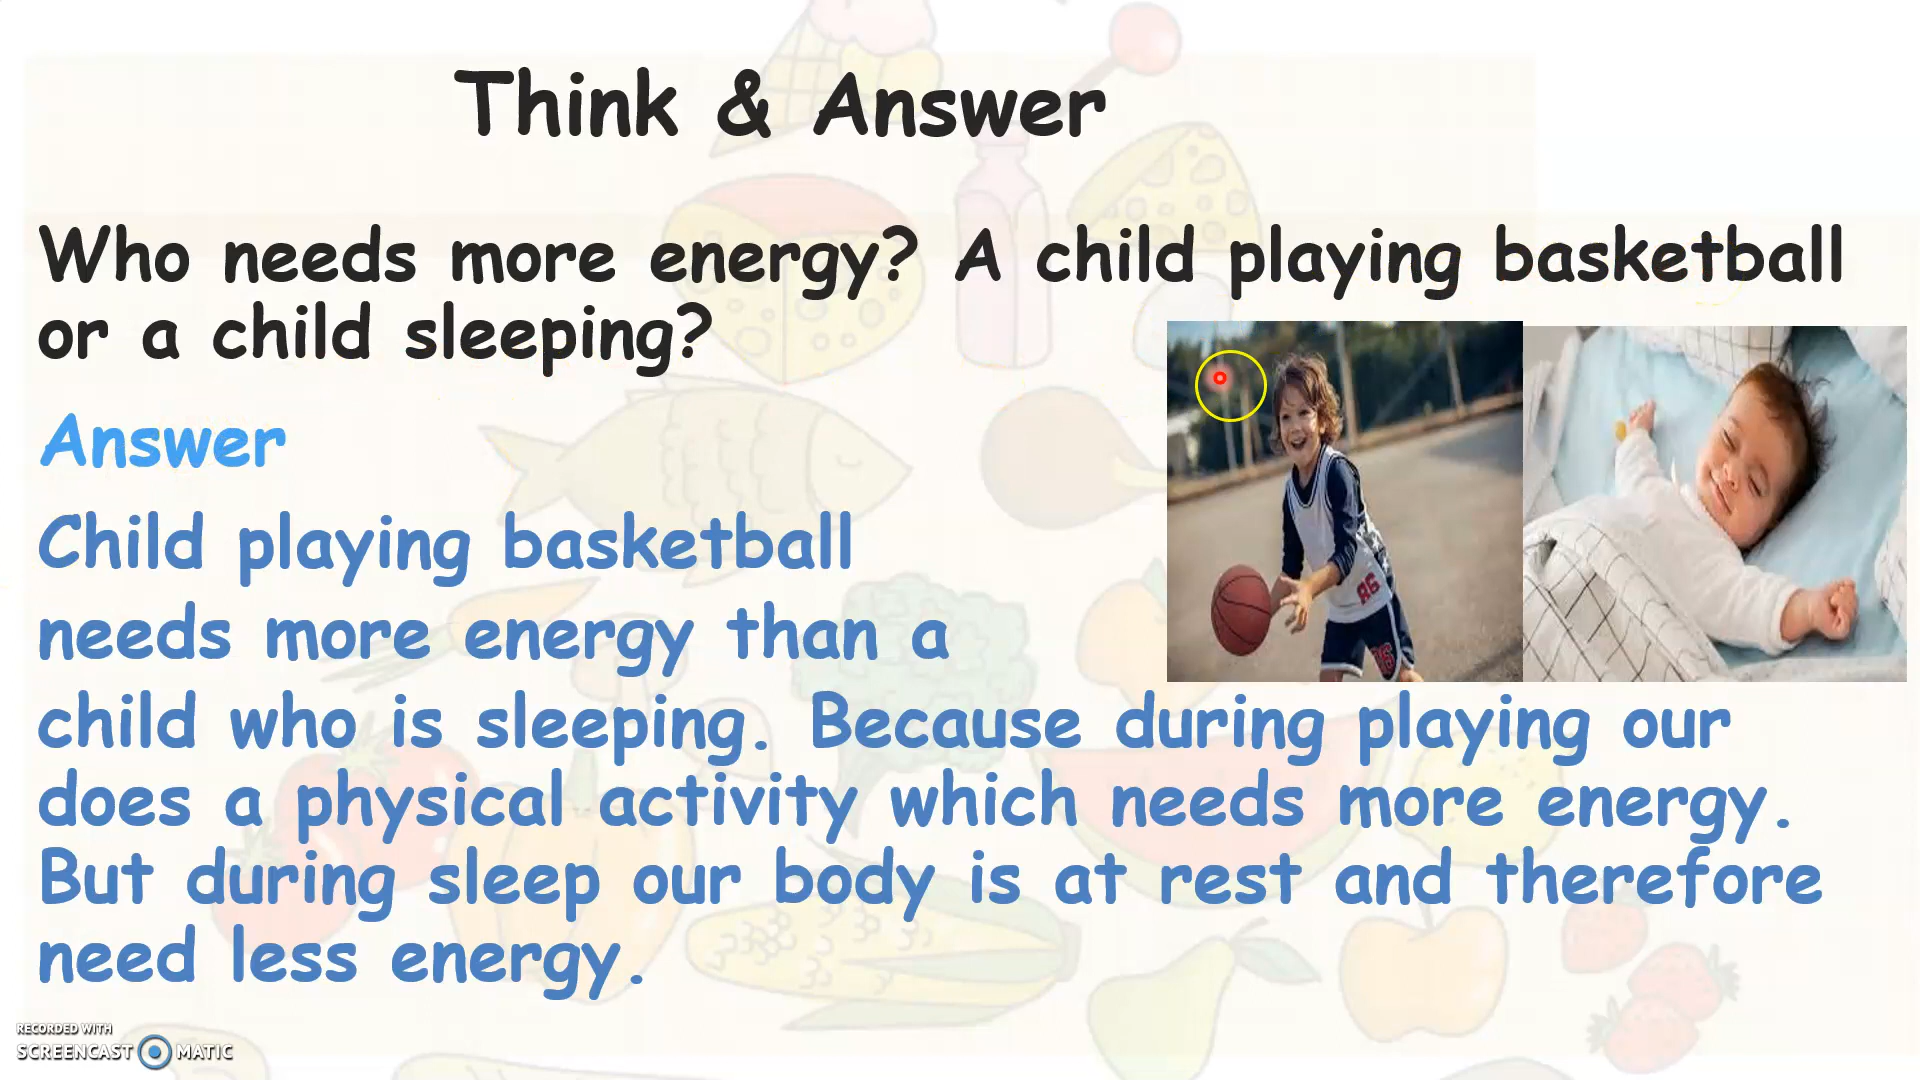 Think & Answer
Who needs more energy? A child playing basketball
or a child sleeping?
Answer
Child playing basketball
needs more energy than a
child who is sleeping. Because during playing our
does a physical activity which needs more energy.
But during sleep our body is at rest and therefore
need less energy.
86
RECORDED WITH
SCREENCAST MATIC